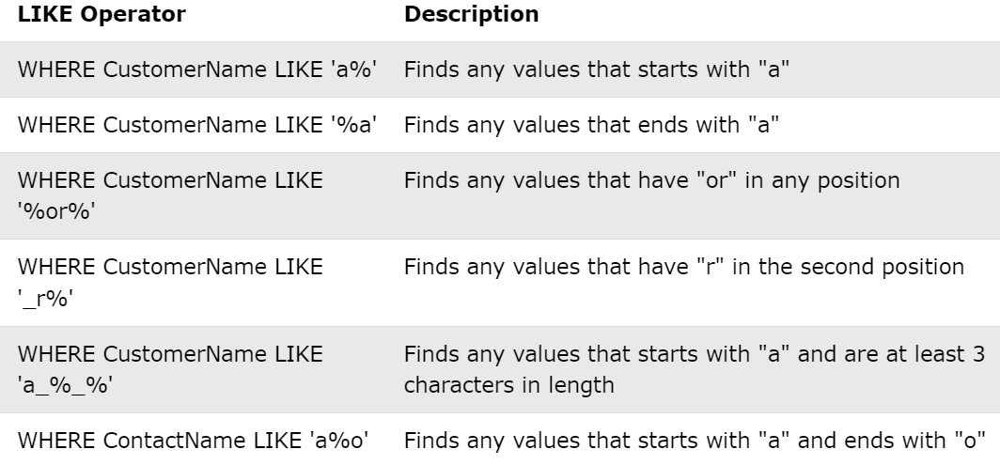 LIKE Operator Description
WHERE CustomerName LIKE 'a%' Finds any values that starts with "a"
WHERE CustomerName LIKE '%a' Finds any values that ends with "a"
WHERE CustomerName LIKE Finds any values that have "or" in any position
'%or%'
WHERE CustomerName LIKE Finds any values that have "r" in the second position
'_r%'
WHERE CustomerName LIKE Finds any values that starts with "a" and are at least 3
'a_%_%' characters in length
WHERE ContactName LIKE 'a%o' Finds any values that starts with "a" and ends with "o"